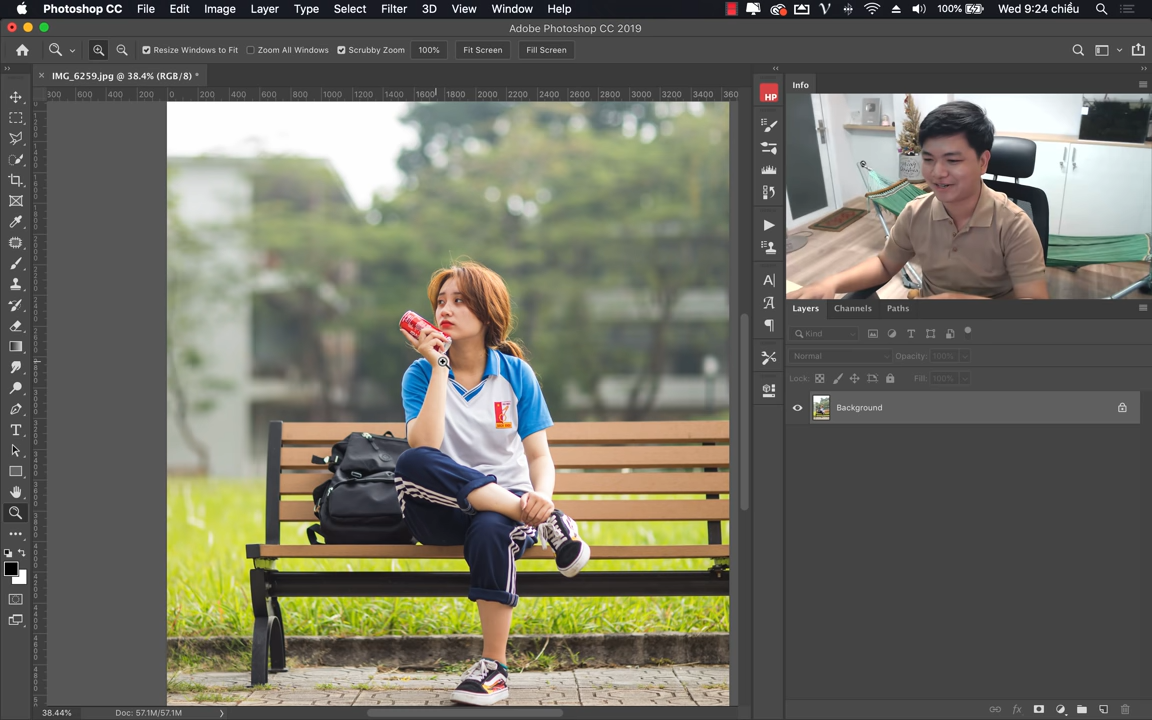 Photoshop CC File Edit Image Layer Type Select Filter 3D View Window Help 100% Wed 9:24 chiều
Adobe Photoshop CC 2019
Resize Windows to Fit Zoom All Windows Scrubby Zoom 100% Fit Screen Fill Screen
IMG_6259.jpg @ 38.4% (RGB/8) *
Info
800 600 400 200 0 200 400 600 800 1000 1200 1400 1600 1800 2000 2200 2400 2600 2800 3000 3200 3400 360
HP
Layers Channels Paths
Kind
Normal Opacity: 100%
Lock: Fill: 100%
Background
38.44% Doc: 57.1M/57.1M